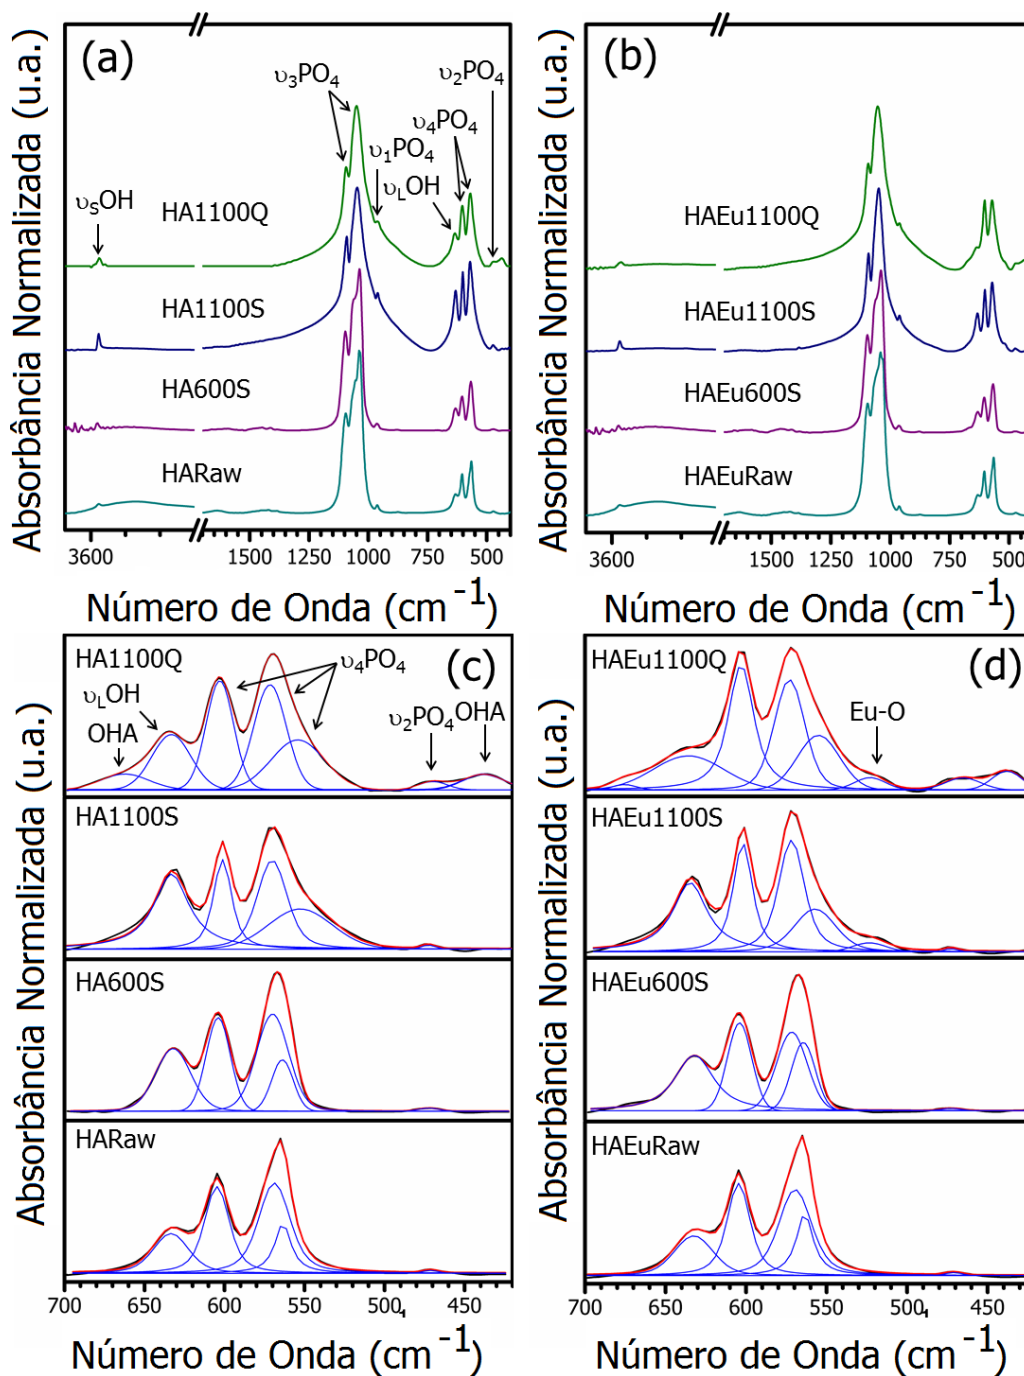 (a)
Absorbância Normalizada (u.a.)
υ3PO4
υ2PO4
υ4PO4
υ1PO4
υLOH
υSOH
HA1100Q
HA1100S
HA600S
HARaw
3600 1500 1250 1000 750 500
Número de Onda (cm-1)
(b)
Absorbância Normalizada (u.a.)
HAEu1100Q
HAEu1100S
HAEu600S
HAEuRaw
3600 1500 1250 1000 750 500
Número de Onda (cm-1)
(c)
Absorbância Normalizada (u.a.)
HA1100Q
υ4PO4
υLOH
υ2PO4 OHA
OHA
HA1100S
HA600S
HARaw
700 650 600 550 500 450
Número de Onda (cm-1)
(d)
Absorbância Normalizada (u.a.)
HAEu1100Q
Eu-O
HAEu1100S
HAEu600S
HAEuRaw
700 650 600 550 500 450
Número de Onda (cm-1)